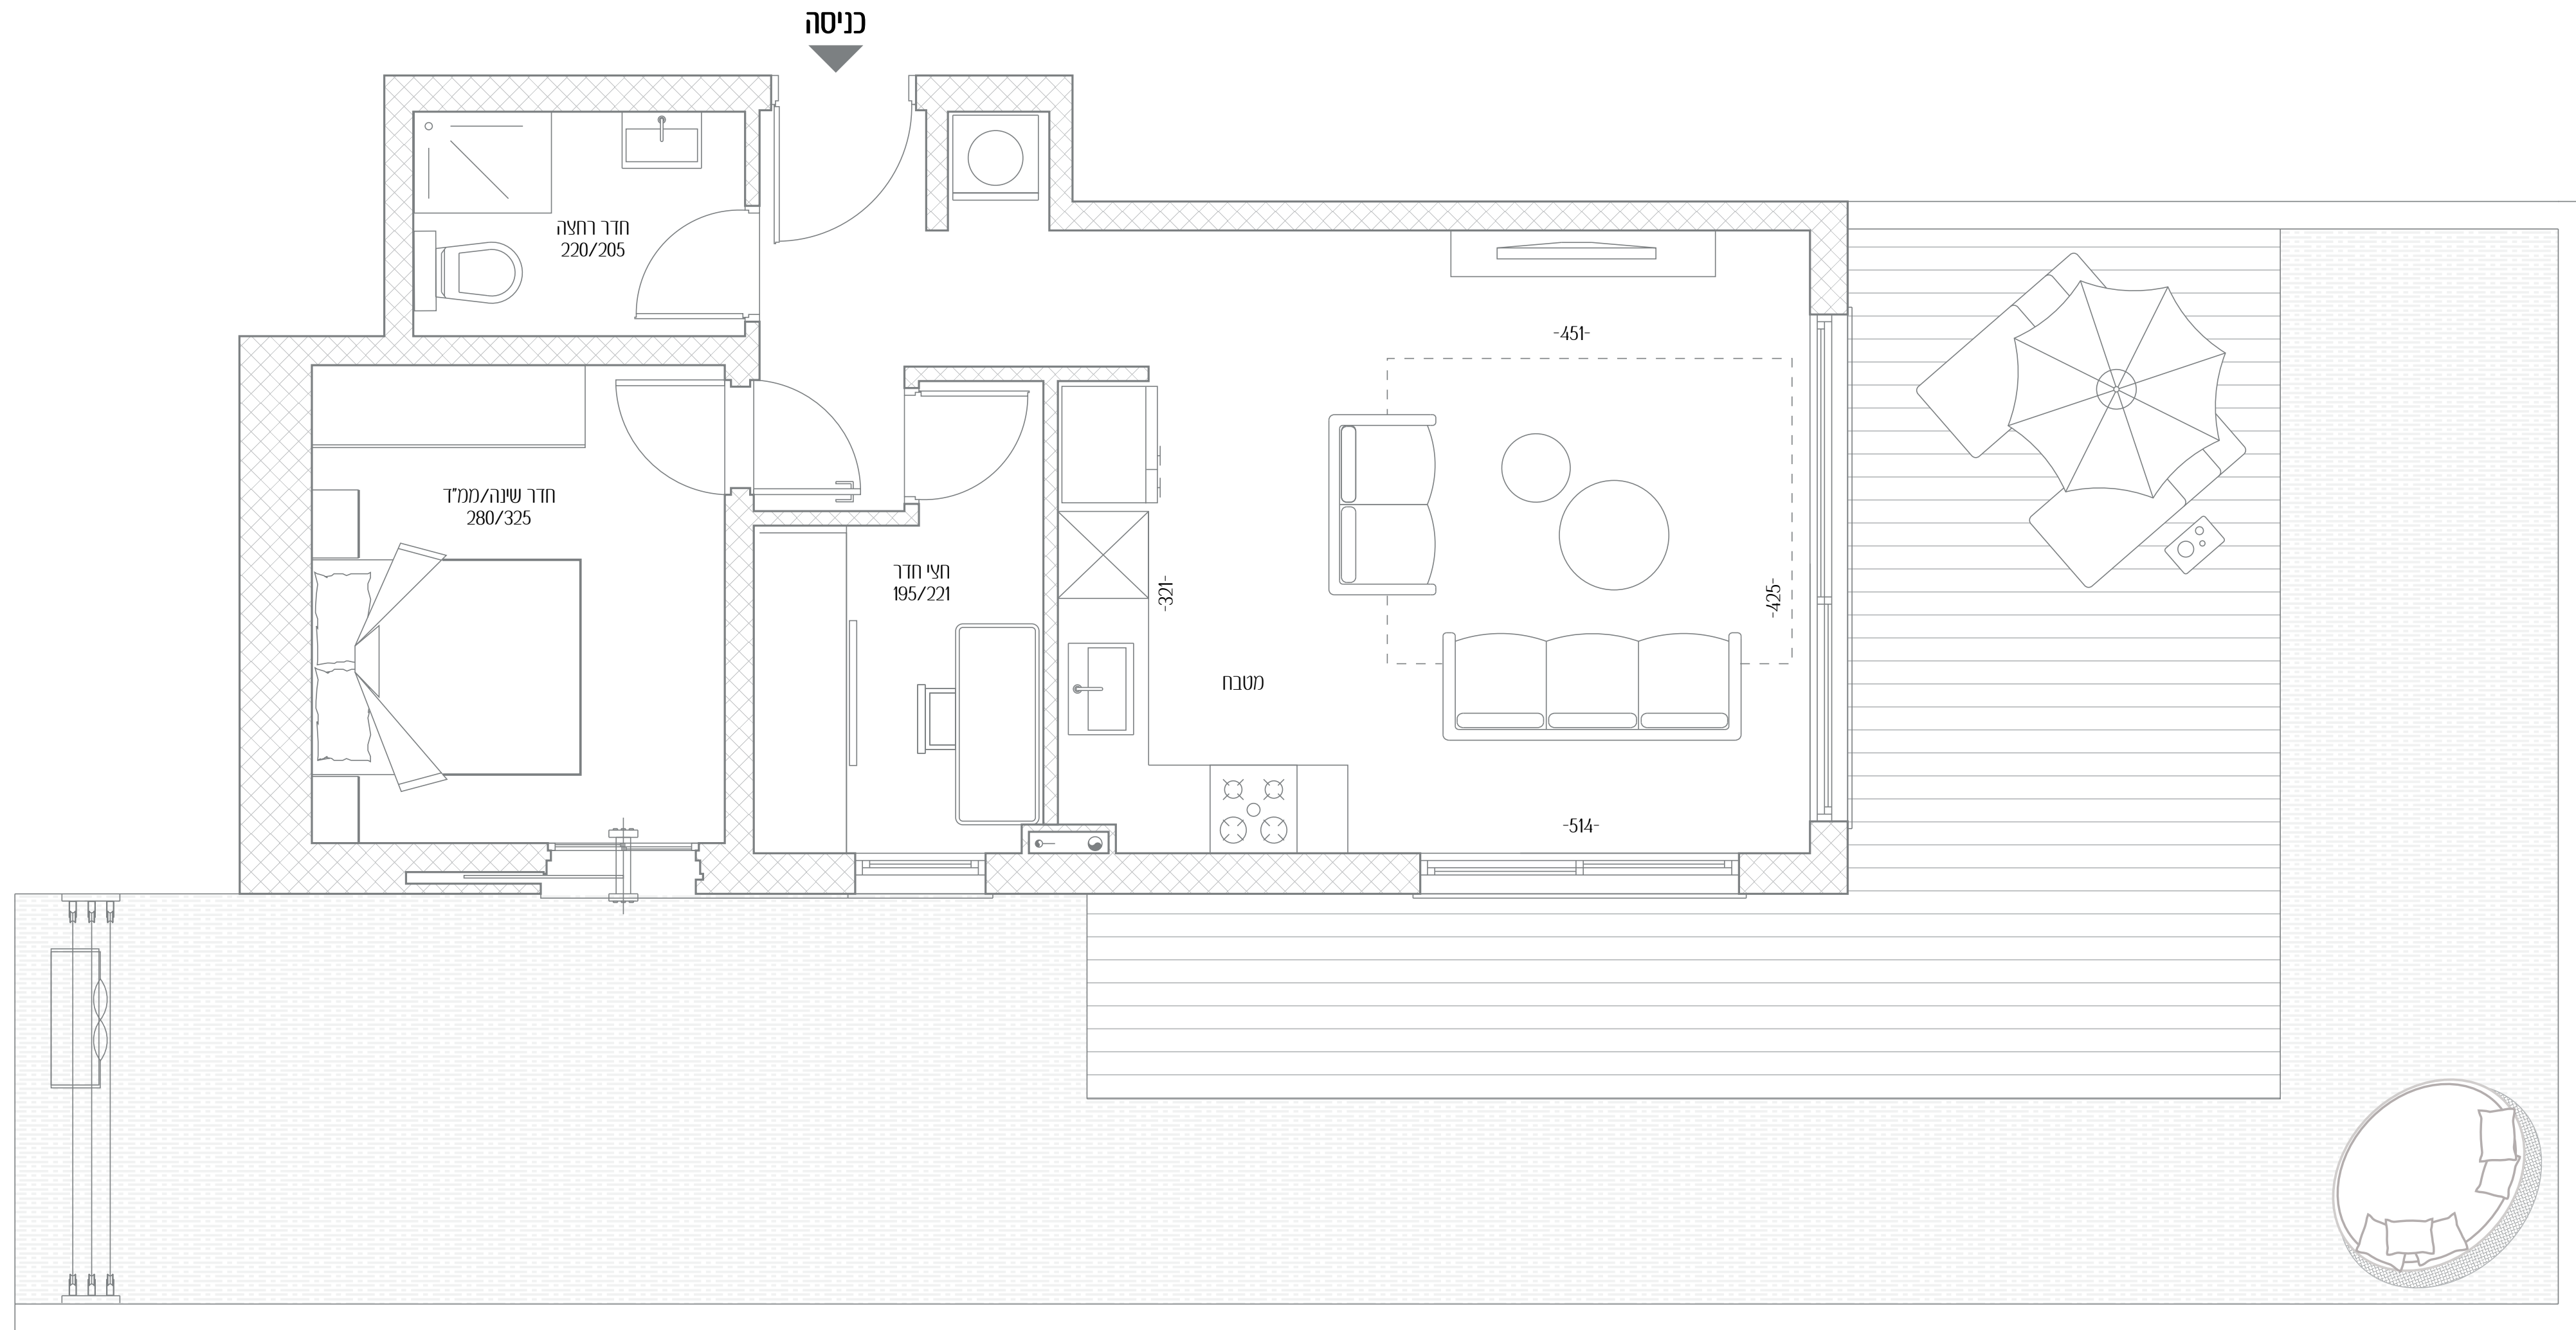 כניסה
חדר רחצה
220/205
-451-
חדר שינה/ממ"ד
280/325
חצי חדר
195/221
-321-
-425-
מטבח
-514-